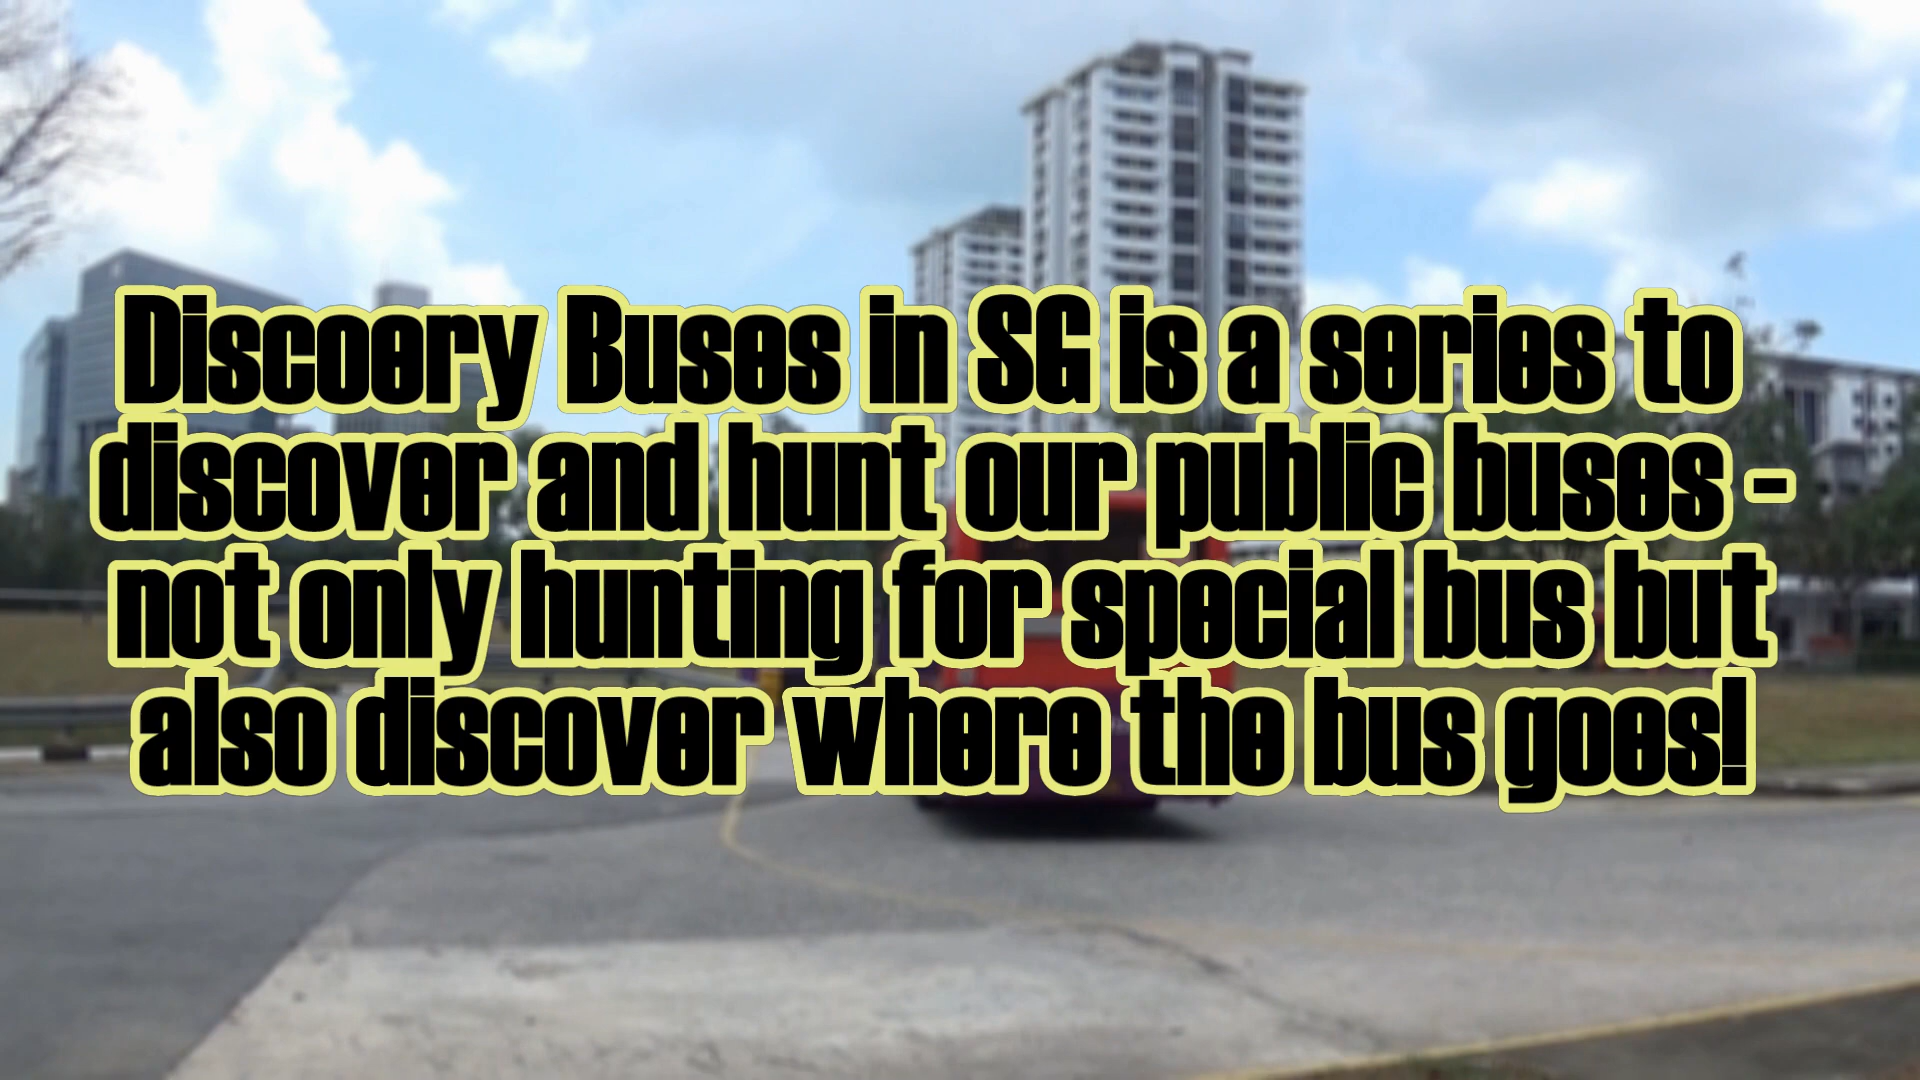 Discoery Buses in SG is a series to
discover and hunt our public buses -
not only hunting for special bus but
also discover where the bus goes!